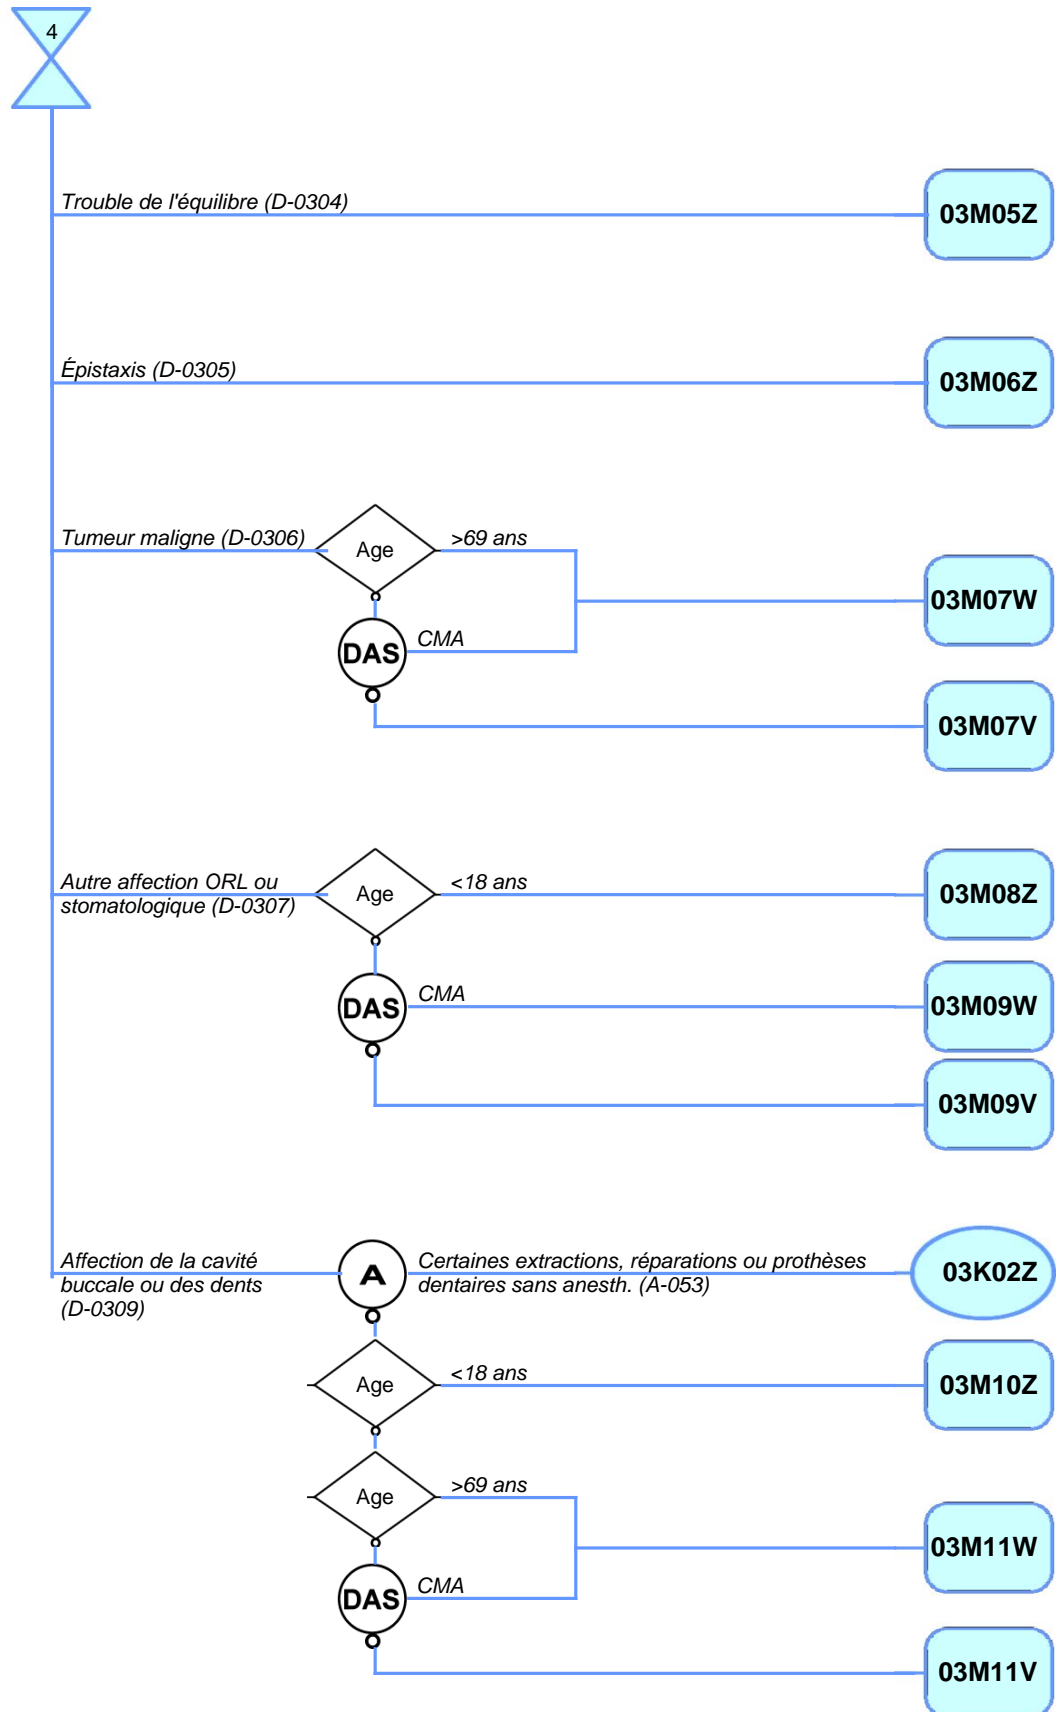 4
Trouble de l'équilibre (D-0304)
03M05Z
Épistaxis (D-0305)
03M06Z
Tumeur maligne (D-0306)
Age
>69 ans
03M07W
DAS
CMA
03M07V
Autre affection ORL ou
stomatologique (D-0307)
Age
<18 ans
03M08Z
DAS
CMA
03M09W
03M09V
Affection de la cavité
buccale ou des dents
(D-0309)
A
Certaines extractions, réparations ou prothèses
dentaires sans anesth. (A-053)
03K02Z
Age
<18 ans
03M10Z
Age
>69 ans
03M11W
DAS
CMA
03M11V